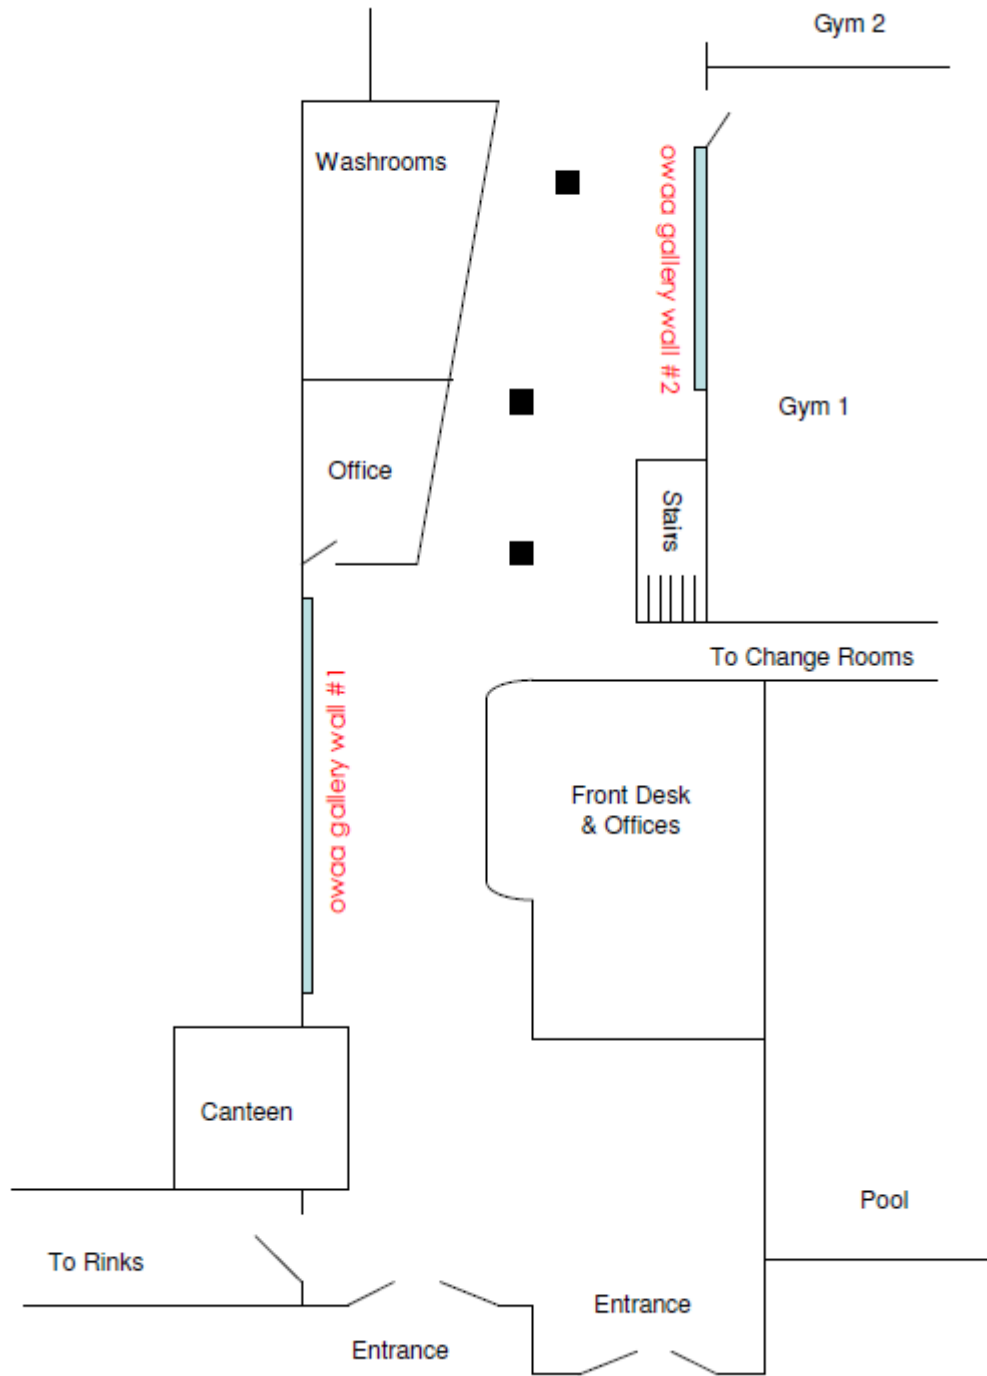 Gym 2
Washrooms
owaa gallery wall #2
Gym 1
Office
Stairs
To Change Rooms
owaa gallery wall #1
Front Desk
& Offices
Canteen
Pool
To Rinks
Entrance
Entrance